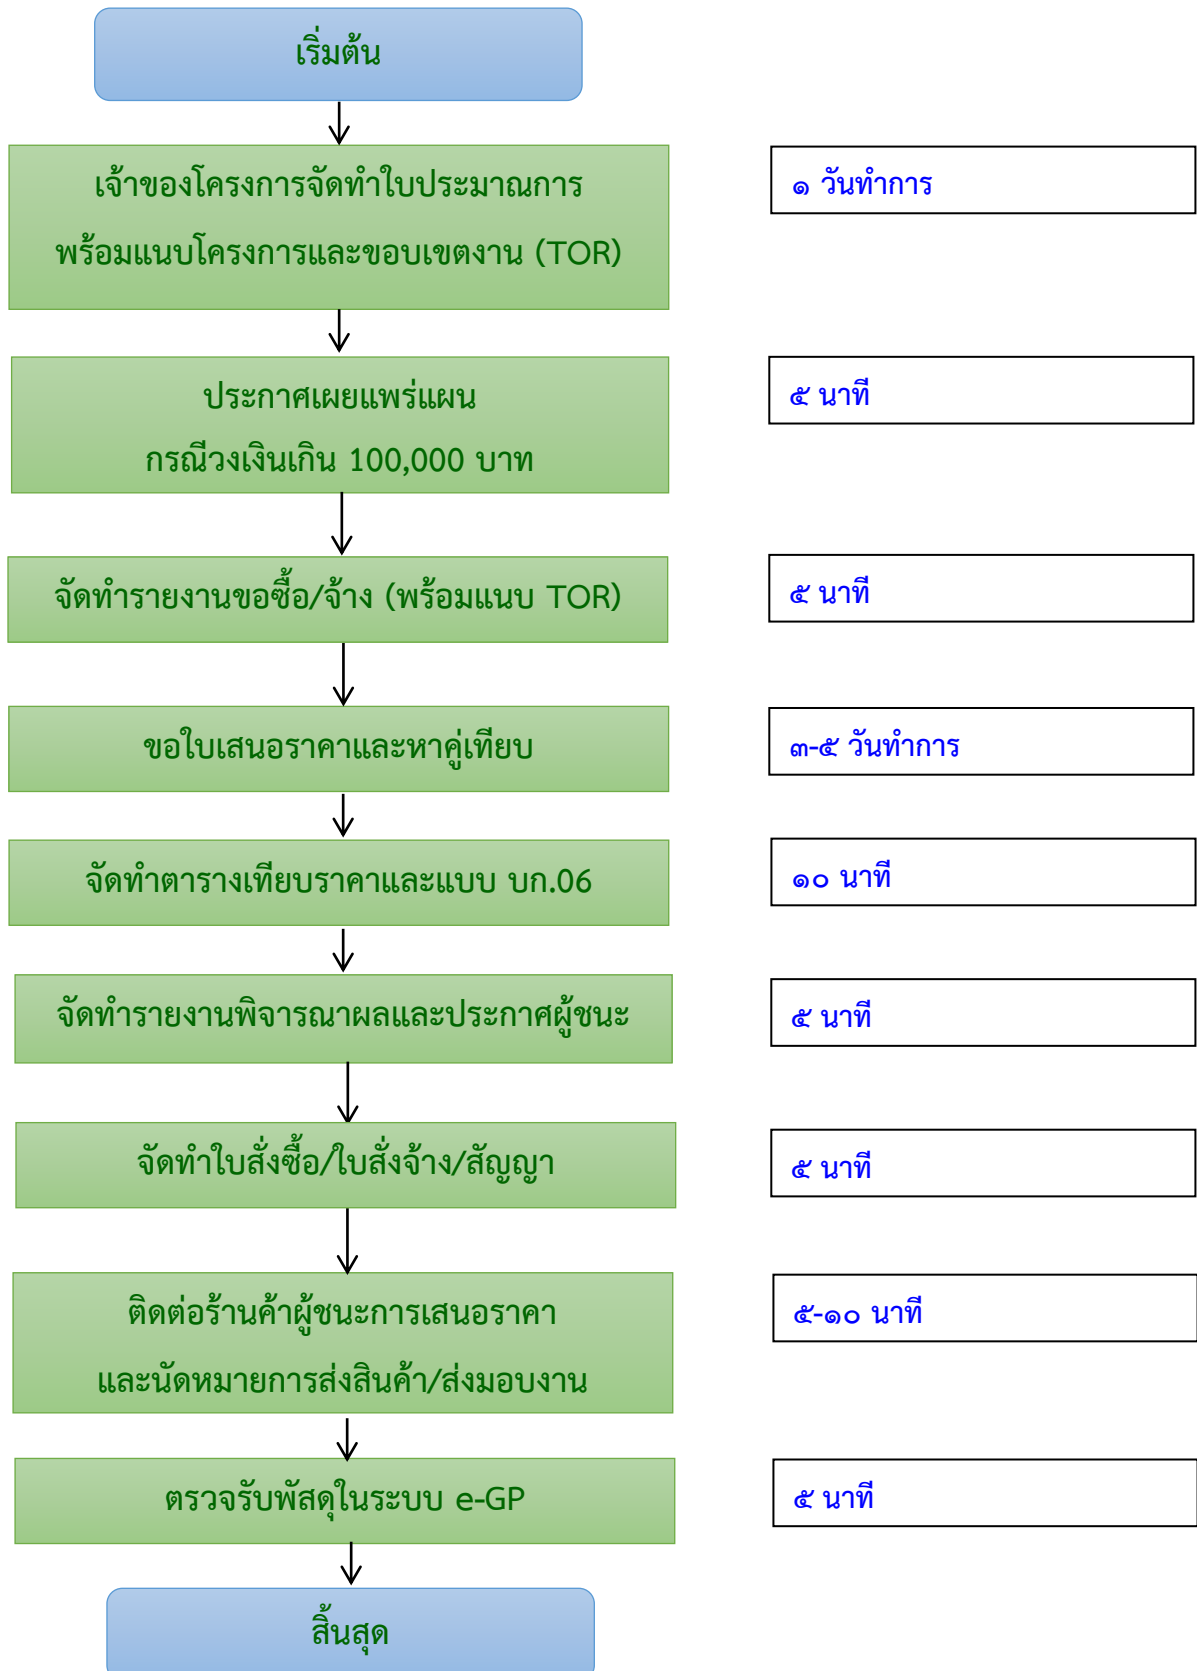 เริ่มต้น
เจ้าของโครงการจัดทำใบประมาณการ
พร้อมแนบโครงการและขอบเขตงาน (TOR)
๑ วันทำการ
ประกาศเผยแพร่แผน
กรณีวงเงินเกิน 100,000 บาท
๕ นาที
จัดทำรายงานขอซื้อ/จ้าง (พร้อมแนบ TOR)
๕ นาที
ขอใบเสนอราคาและหาคู่เทียบ
๓-๕ วันทำการ
จัดทำตารางเทียบราคาและแบบ บก.06
๑๐ นาที
จัดทำรายงานพิจารณาผลและประกาศผู้ชนะ
๕ นาที
จัดทำใบสั่งซื้อ/ใบสั่งจ้าง/สัญญา
๕ นาที
ติดต่อร้านค้าผู้ชนะการเสนอราคา
และนัดหมายการส่งสินค้า/ส่งมอบงาน
๕-๑๐ นาที
ตรวจรับพัสดุในระบบ e-GP
๕ นาที
สิ้นสุด